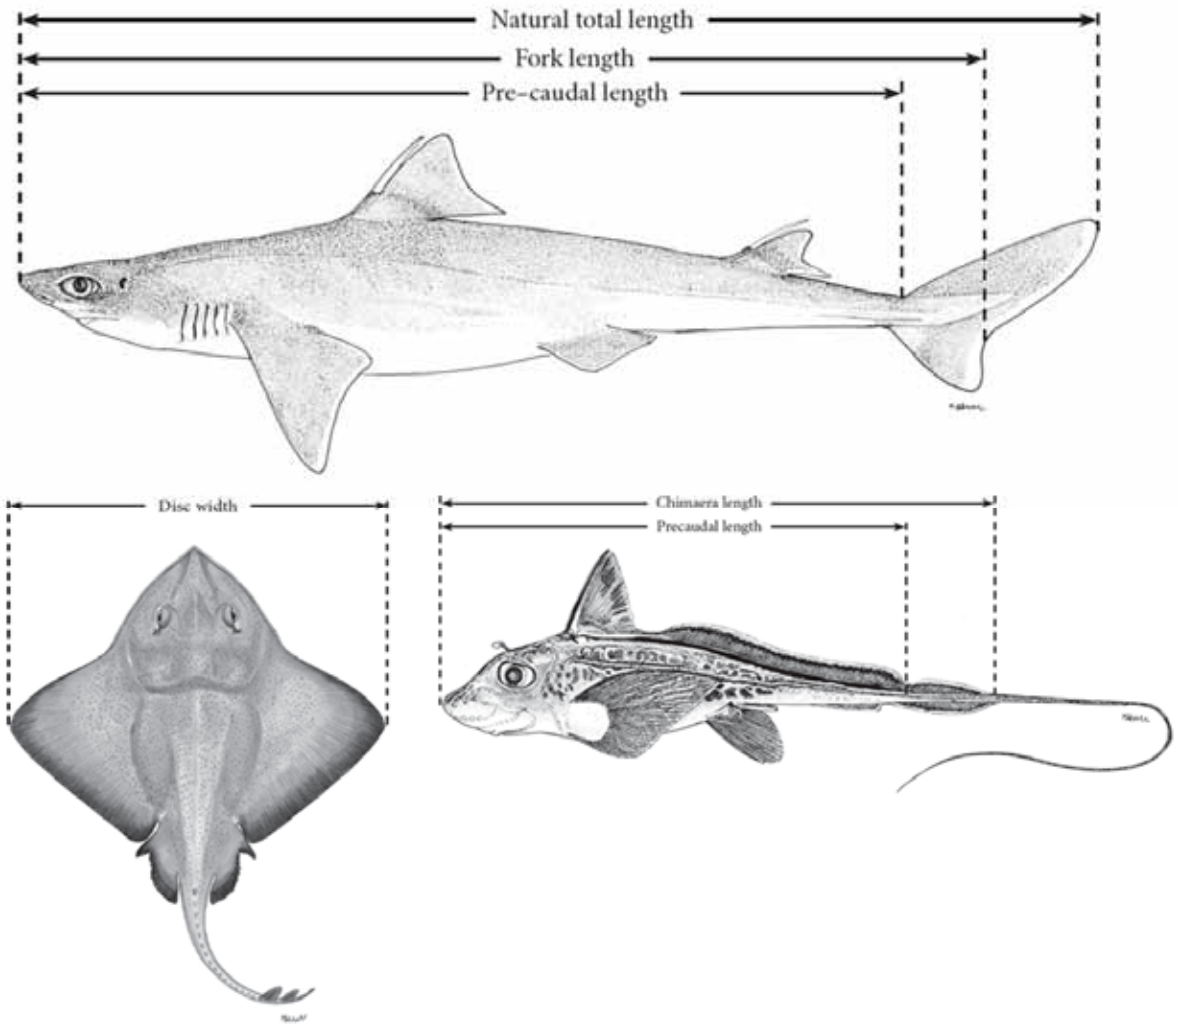 Natural total length
Fork length
Pre-caudal length
Disc width
Chimaera length
Precaudal length